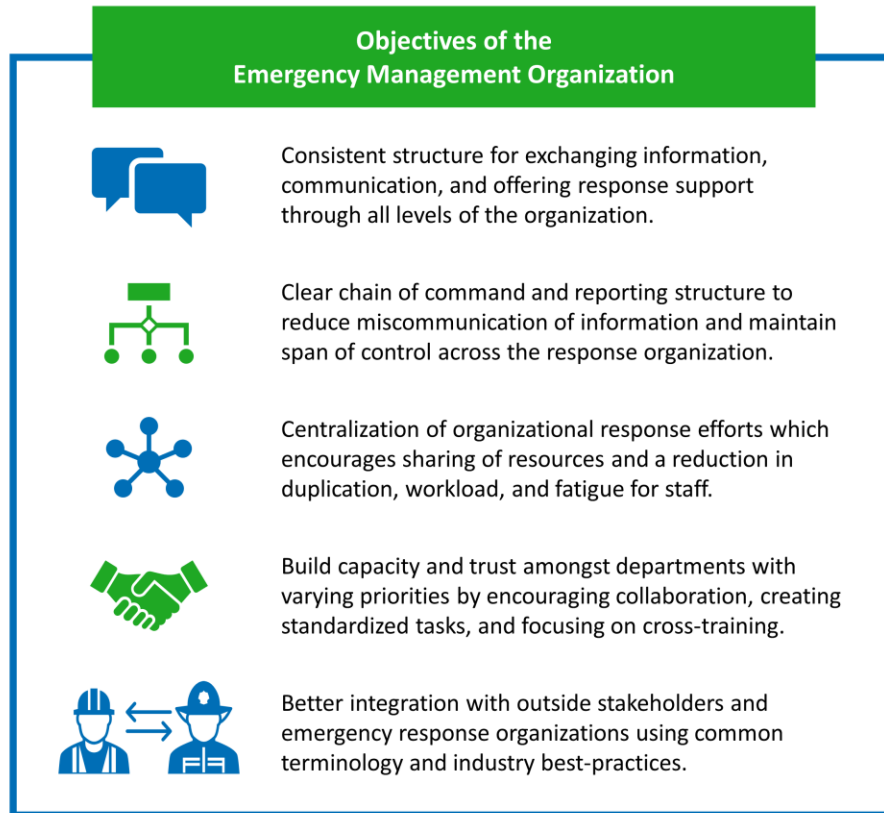 Objectives of the
Emergency Management Organization
Consistent structure for exchanging information,
communication, and offering response support
through all levels of the organization.
Clear chain of command and reporting structure to
reduce miscommunication of information and maintain
span of control across the response organization.
Centralization of organizational response efforts which
encourages sharing of resources and a reduction in
duplication, workload, and fatigue for staff.
Build capacity and trust amongst departments with
varying priorities by encouraging collaboration, creating
standardized tasks, and focusing on cross-training.
Better integration with outside stakeholders and
emergency response organizations using common
terminology and industry best-practices.